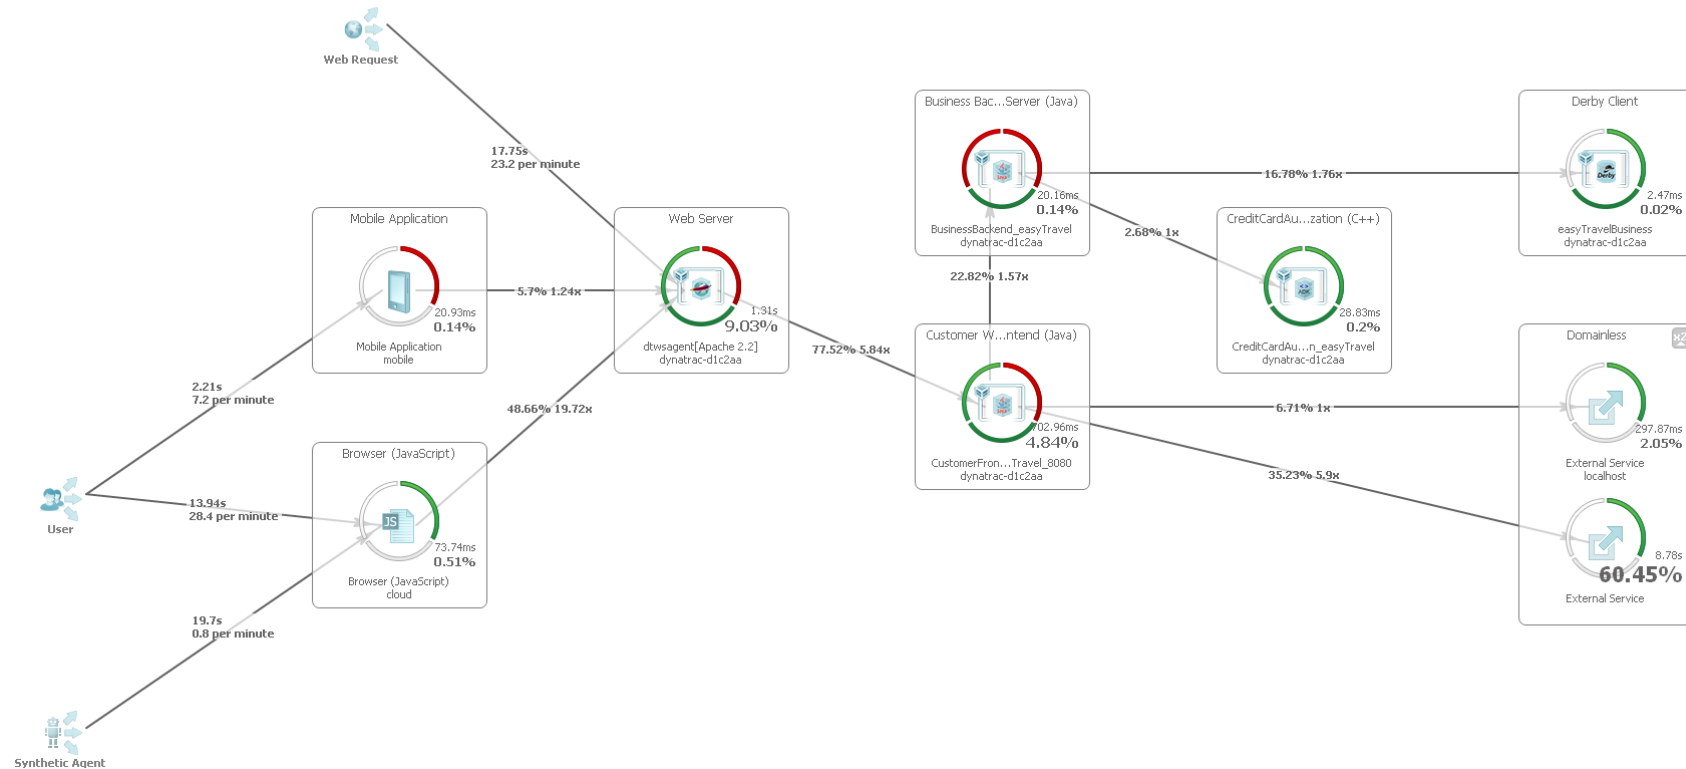 Web Request
17.75s
23.2 per minute
Mobile Application
20.93ms
0.14%
Mobile Application
mobile
5.7% 1.24x
Web Server
1.31s
9.03%
dtwsagent[Apache 2.2]
dynatrac-d1c2aa
2.21s
7.2 per minute
48.66% 19.72x
77.52% 5.84x
User
13.94s
28.4 per minute
Browser (JavaScript)
JS
73.74ms
0.51%
Browser (JavaScript)
cloud
19.7s
0.8 per minute
Synthetic Agent
Business Bac...Server (Java)
20.16ms
0.14%
BusinessBackend_easyTravel
dynatrac-d1c2aa
16.78% 1.76x
2.68% 1x
22.82% 1.57x
Derby Client
Derby
2.47ms
0.02%
easyTravelBusiness
dynatrac-d1c2aa
CreditCardAu...zation (C++)
28.83ms
0.2%
CreditCardAu...n_easyTravel
dynatrac-d1c2aa
Customer W...ntend (Java)
702.96ms
4.84%
CustomerFron...Travel_8080
dynatrac-d1c2aa
6.71% 1x
35.23% 5.9x
Domainless
x2
297.87ms
2.05%
External Service
localhost
8.78s
60.45%
External Service